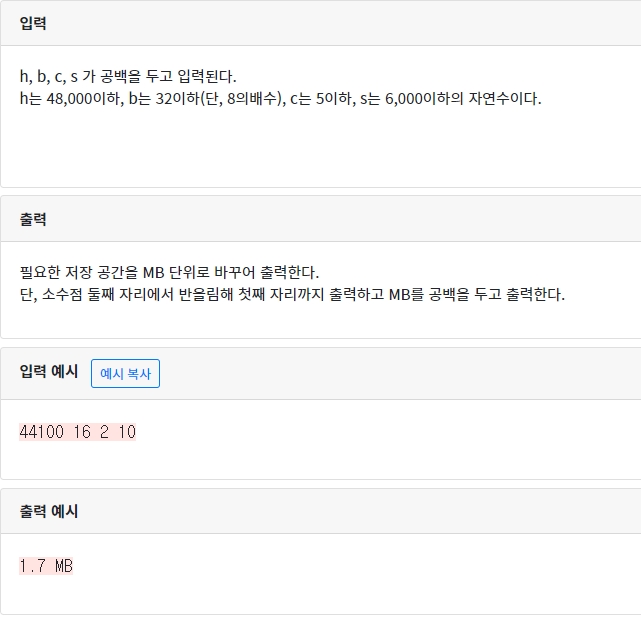 입력
h, b, c, s 가 공백을 두고 입력된다.
h는 48,000이하, b는 32이하(단, 8의배수), c는 5이하, s는 6,000이하의 자연수이다.
출력
필요한 저장 공간을 MB 단위로 바꾸어 출력한다.
단, 소수점 둘째 자리에서 반올림해 첫째 자리까지 출력하고 MB를 공백을 두고 출력한다.
입력 예시 예시 복사
44100 16 2 10
출력 예시
1.7 MB